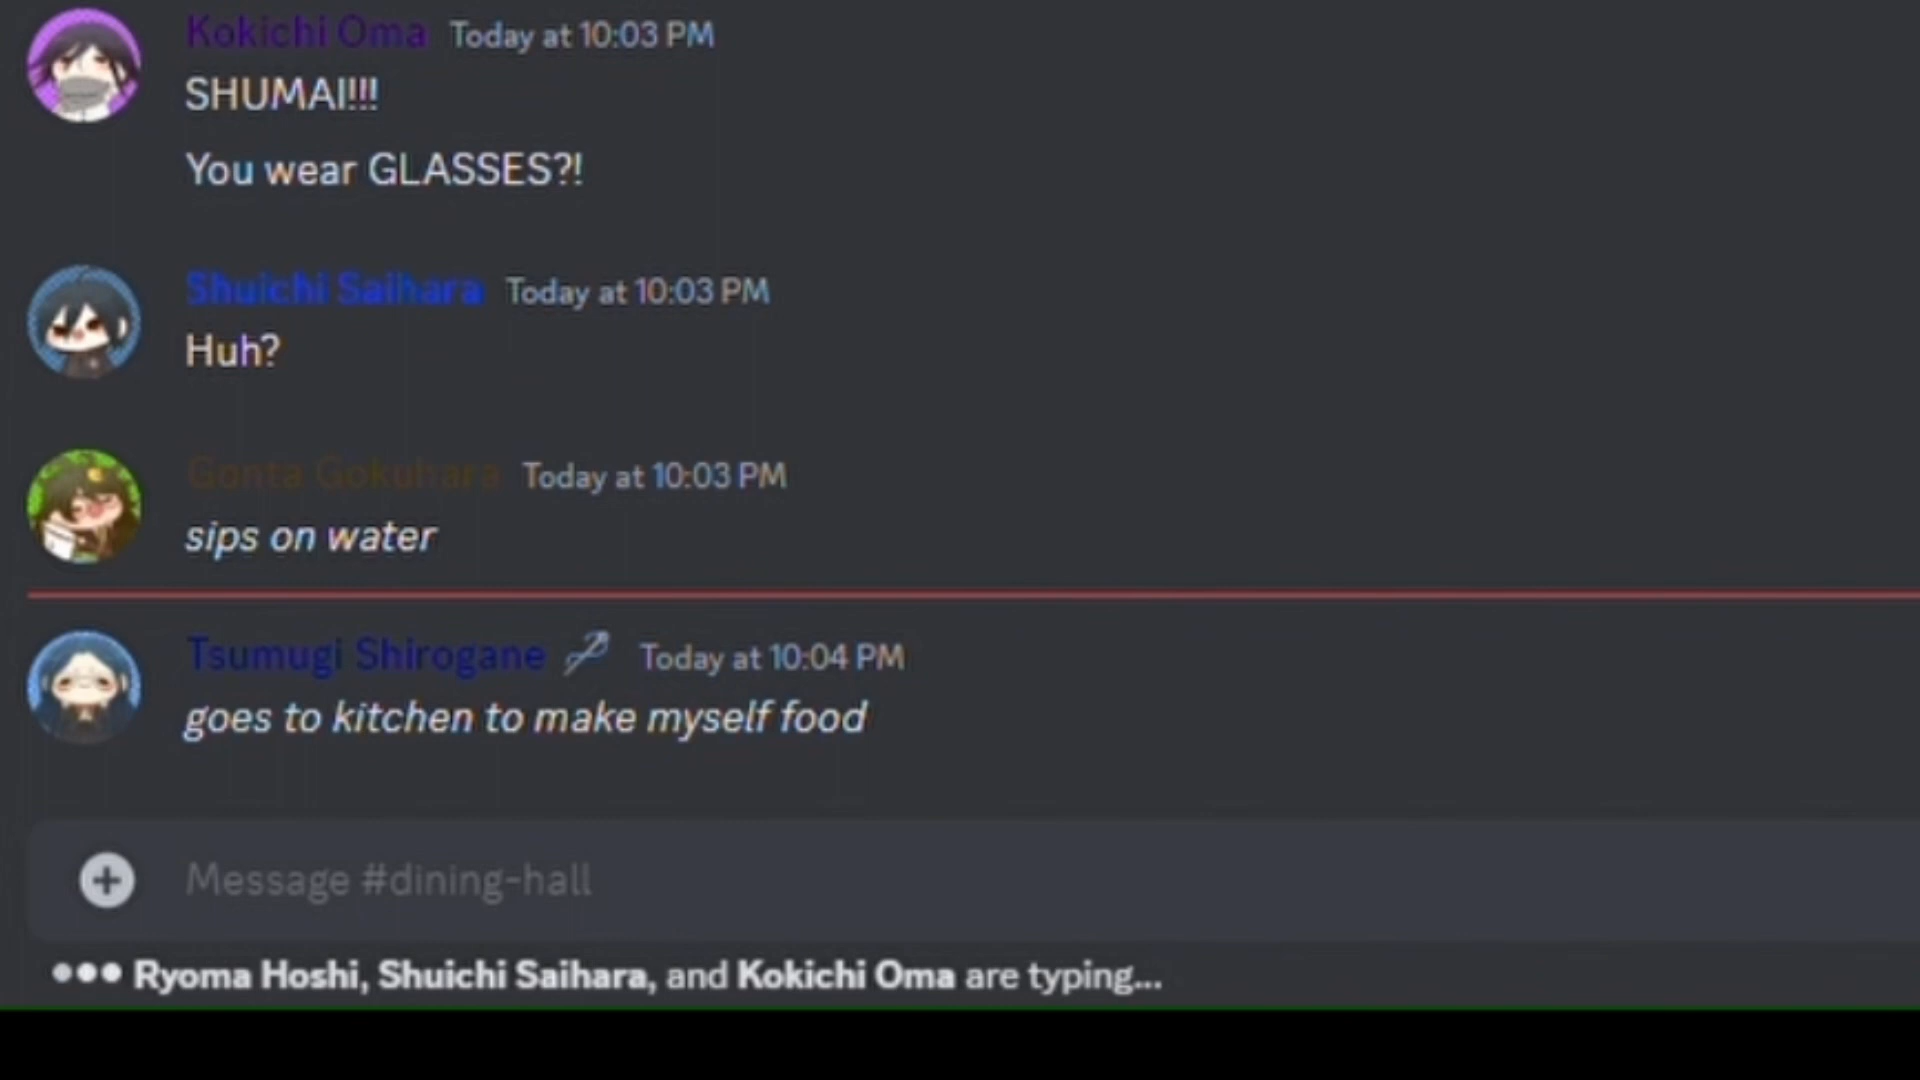 Kokichi Oma Today at 10:03 PM
SHUMAI!!!
You wear GLASSES?!
Shuichi Saihara Today at 10:03 PM
Huh?
Gonta Gokuhara Today at 10:03 PM
sips on water
Tsumugi Shirogane Today at 10:04 PM
goes to kitchen to make myself food
Message #dining-hall
Ryoma Hoshi, Shuichi Saihara, and Kokichi Oma are typing...